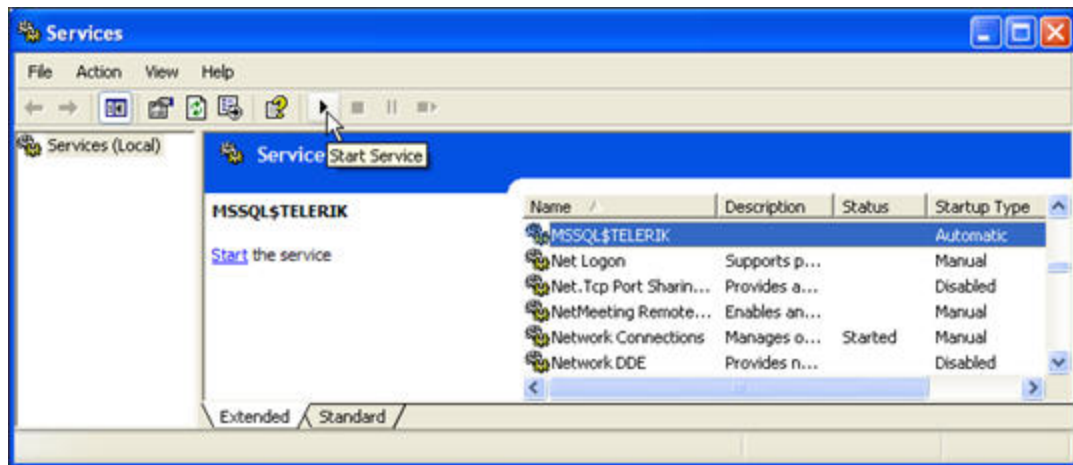 Services
File Action View Help
Services (Local)
Service
Start Service
MSSQL$TELERIK
Start the service
Name Description Status Startup Type
MSSQL$TELERIK Automatic
Net Logon Supports p... Manual
Net.Tcp Port Sharin... Provides a... Disabled
NetMeeting Remote... Enables an... Manual
Network Connections Manages o... Started Manual
Network DDE Provides n... Disabled
Extended Standard